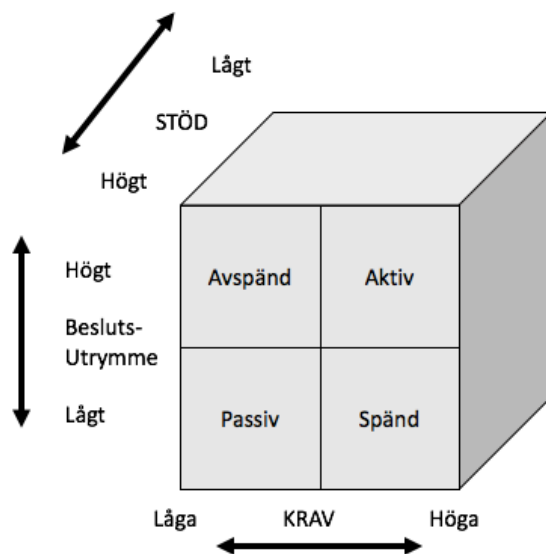 Lågt
STÖD
Högt
Högt
Besluts-
Utrymme
Lågt
Avspänd
Aktiv
Passiv
Spänd
Låga
KRAV
Höga